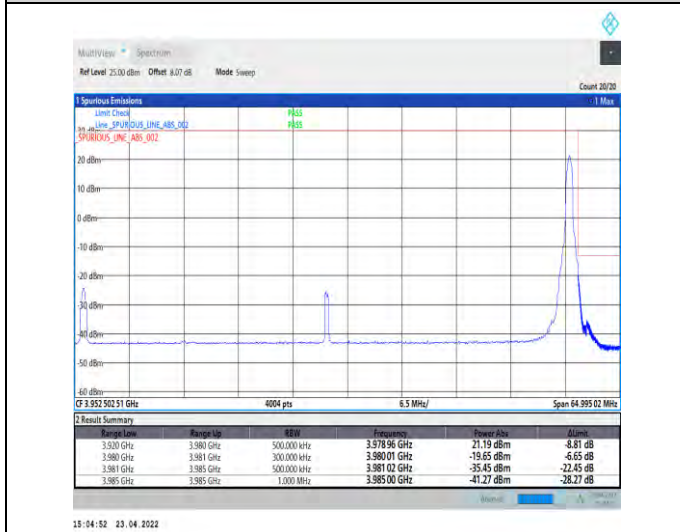 MultiView Spectrum
Ref Level 25.00 dBm Offset 8.07 dB Mode Sweep
Count 20/20
1 Spurious Emissions 1 Max
Limit Check PASS
Line _SPURIOUS_LINE_ABS_002 PASS
30 dBm
SPURIOUS_LINE_ABS_002
20 dBm
10 dBm
0 dBm
-10 dBm
-20 dBm
-30 dBm
-40 dBm
-50 dBm
-60 dBm
CF 3.952 502 51 GHz 4004 pts 6.5 MHz/ Span 64.995 02 MHz
2 Result Summary
Range Low Range Up RBW Frequency Power Abs ΔLimit
3.920 GHz 3.980 GHz 500.000 kHz 3.978 96 GHz 21.19 dBm -8.81 dB
3.980 GHz 3.981 GHz 300.000 kHz 3.980 01 GHz -19.65 dBm -6.65 dB
3.981 GHz 3.985 GHz 500.000 kHz 3.981 02 GHz -35.45 dBm -22.45 dB
3.985 GHz 3.985 GHz 1.000 MHz 3.985 00 GHz -41.27 dBm -28.27 dB
15:04:52 23.04.2022